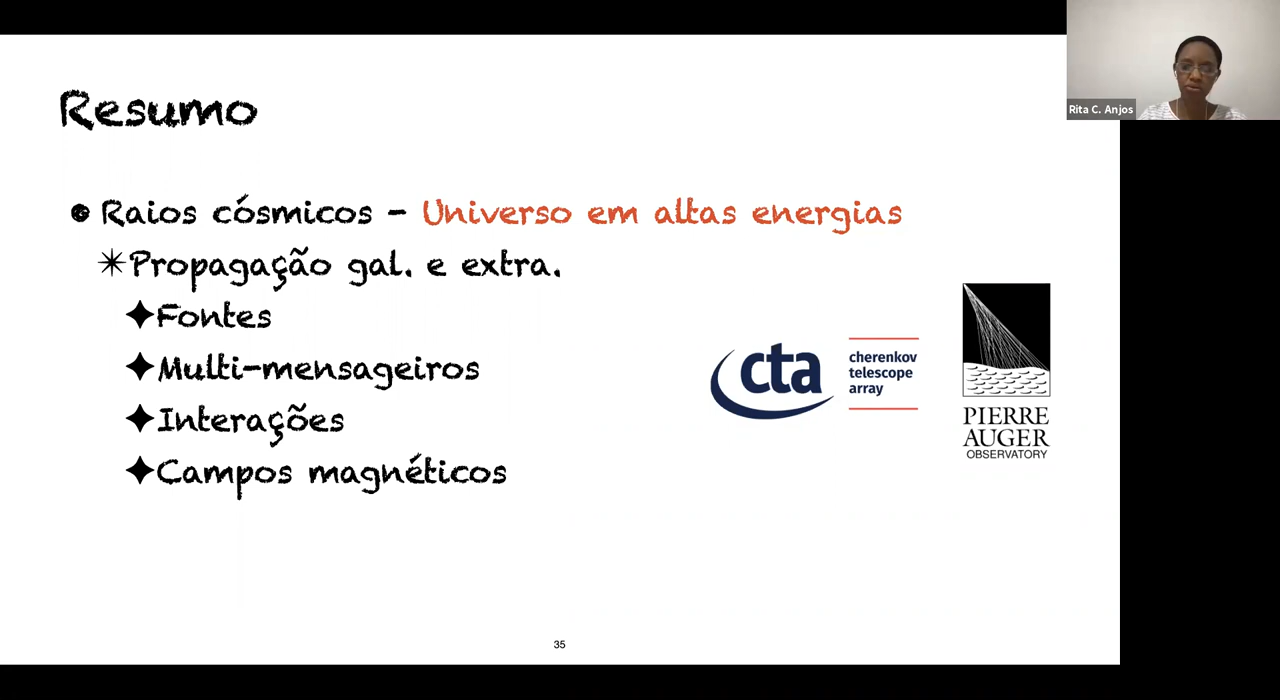 Resumo
Rita C. Anjos
Raios cósmicos - Universo em altas energias
Propagação gal. e extra.
Fontes
Multi-mensageiros
Interações
Campos magnéticos
cta
cherenkov
telescope
array
PIERRE
AUGER
OBSERVATORY
35